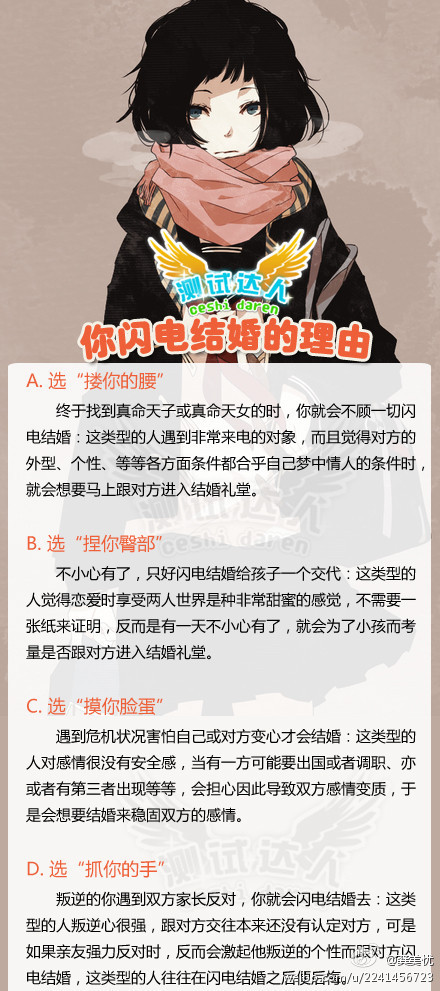 测试达人
ceshi daren
你闪电结婚的理由
A. 选“搂你的腰”
终于找到真命天子或真命天女的时，你就会不顾一切闪
电结婚：这类型的人遇到非常来电的对象，而且觉得对方的
外型、个性、等等各方面条件都合乎自己梦中情人的条件时，
就会想要马上跟对方进入结婚礼堂。
B. 选“捏你臀部”
不小心有了，只好闪电结婚给孩子一个交代：这类型的
人觉得恋爱时享受两人世界是种非常甜蜜的感觉，不需要一
张纸来证明，反而是有一天不小心有了，就会为了小孩而考
量是否跟对方进入结婚礼堂。
C. 选“摸你脸蛋”
遇到危机状况害怕自己或对方变心才会结婚：这类型的
人对感情很没有安全感，当有一方可能要出国或者调职、亦
或者有第三者出现等等，会担心因此导致双方感情变质，于
是会想要结婚来稳固双方的感情。
D. 选“抓你的手”
叛逆的你遇到双方家长反对，你就会闪电结婚去：这类
型的人叛逆心很强，跟对方交往本来还没有认定对方，可是
如果亲友强力反对时，反而会激起他叛逆的个性而跟对方闪
电结婚，这类型的人往往在闪电结婚之后便后悔。
测试达人
ceshi daren
测试达人
/u/2241456723